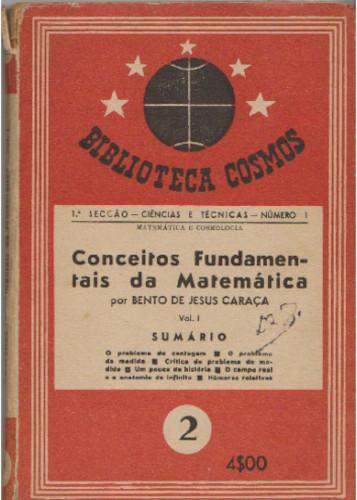 BIBLIOTECA COSMOS
1.ª SECÇÃO — CIÊNCIAS E TÉCNICAS — NÚMERO 1
MATEMÁTICA E COSMOLOGIA
Conceitos Fundamen-
tais da Matemática
por BENTO DE JESUS CARAÇA
Vol. I
SUMÁRIO
O problema da contagem ■ O problema
da medida ■ Crítica do problema da me-
dida ■ Um pouco de história ■ O campo real
e a anatomia do infinito ■ Números relativos
2
4$00